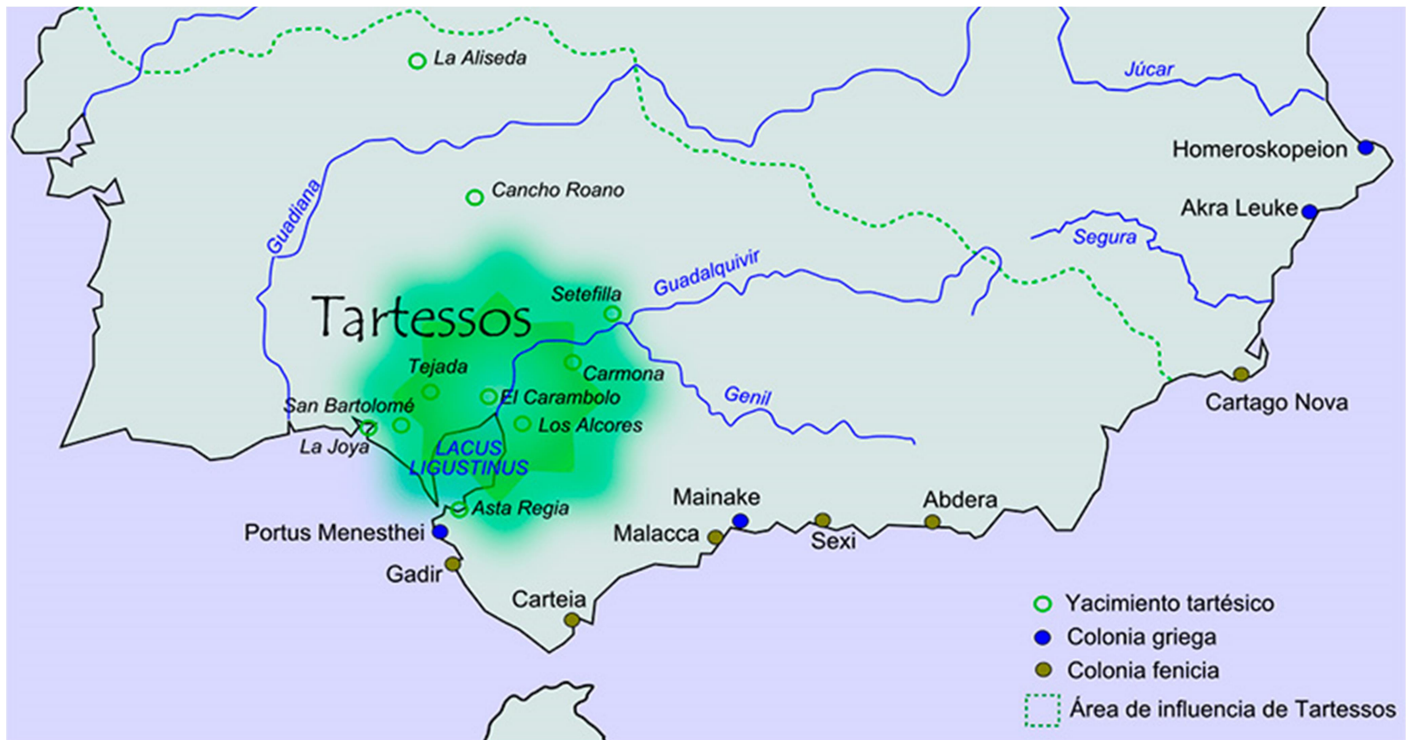 La Aliseda
Júcar
Homeroskopeion
Cancho Roano
Akra Leuke
Guadiana
Segura
Guadalquivir
Setefilla
Tartessos
Tejada
Carmona
Cartago Nova
El Carambolo
Genil
San Bartolomé
Los Alcores
La Joya
LACUS
LIGUSTINUS
Mainake
Abdera
Asta Regia
Portus Menesthei
Malacca
Sexi
Gadir
Carteia
Yacimiento tartésico
Colonia griega
Colonia fenicia
Área de influencia de Tartessos